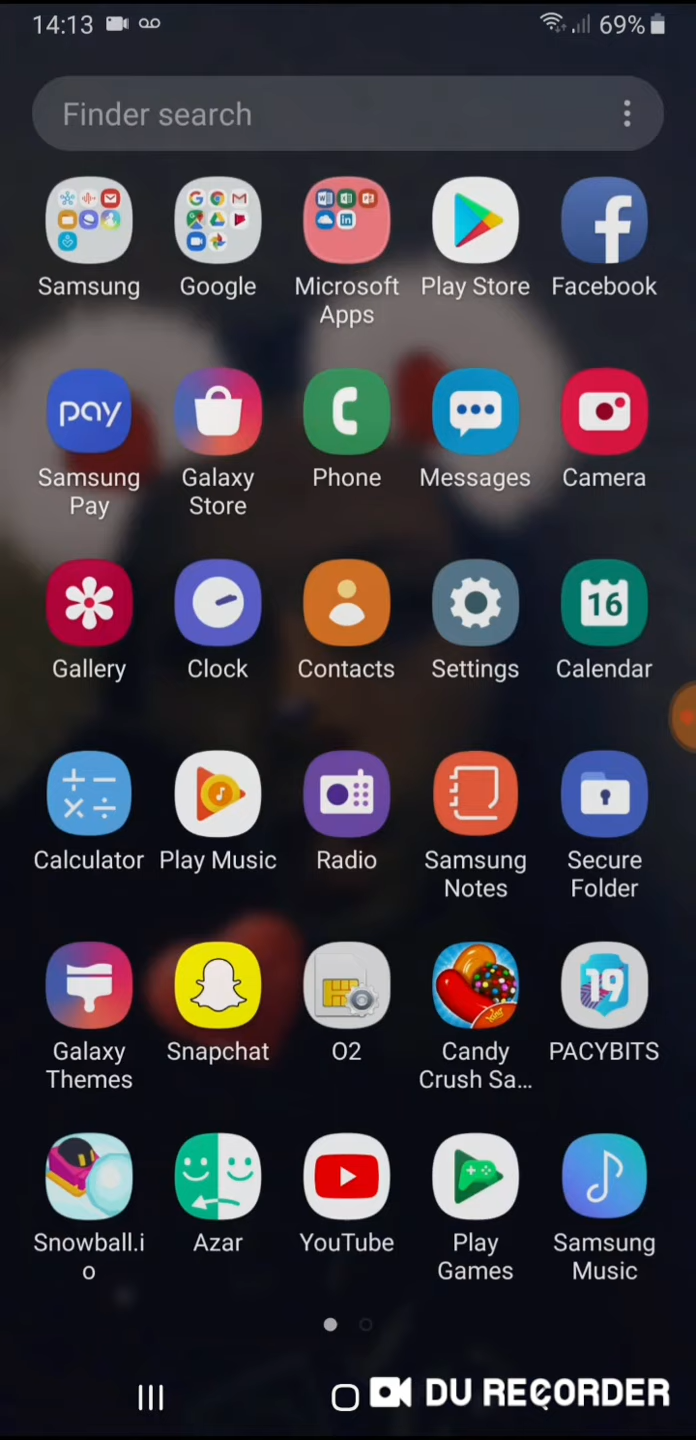 14:13 69%
Finder search
Samsung Google Microsoft Play Store Facebook
Apps
pay
Samsung Galaxy Phone Messages Camera
Pay Store
16
Gallery Clock Contacts Settings Calendar
Calculator Play Music Radio Samsung Secure
Notes Folder
19
Galaxy Snapchat O2 Candy PACYBITS
Themes Crush Sa...
Snowball.i Azar YouTube Play Samsung
o Games Music
DU RECORDER